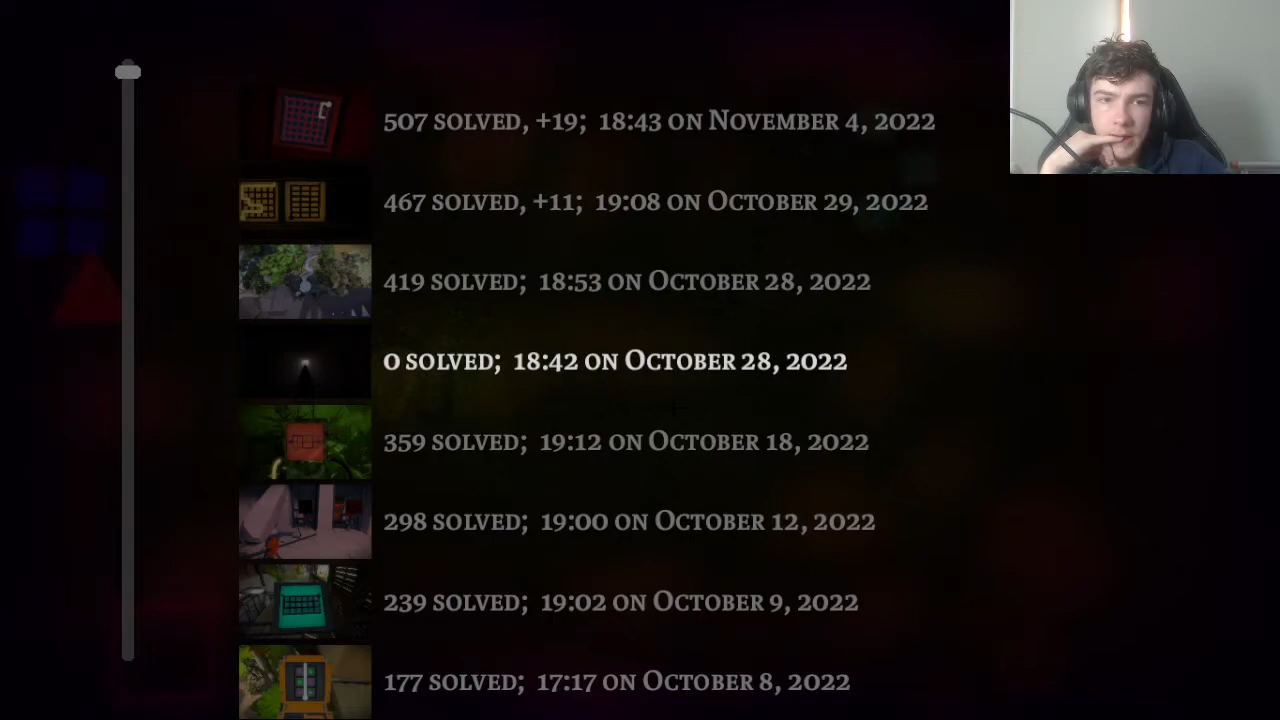 507 SOLVED, +19; 18:43 ON NOVEMBER 4, 2022
467 SOLVED, +11; 19:08 ON OCTOBER 29, 2022
419 SOLVED; 18:53 ON OCTOBER 28, 2022
0 SOLVED; 18:42 ON OCTOBER 28, 2022
359 SOLVED; 19:12 ON OCTOBER 18, 2022
298 SOLVED; 19:00 ON OCTOBER 12, 2022
239 SOLVED; 19:02 ON OCTOBER 9, 2022
177 SOLVED; 17:17 ON OCTOBER 8, 2022